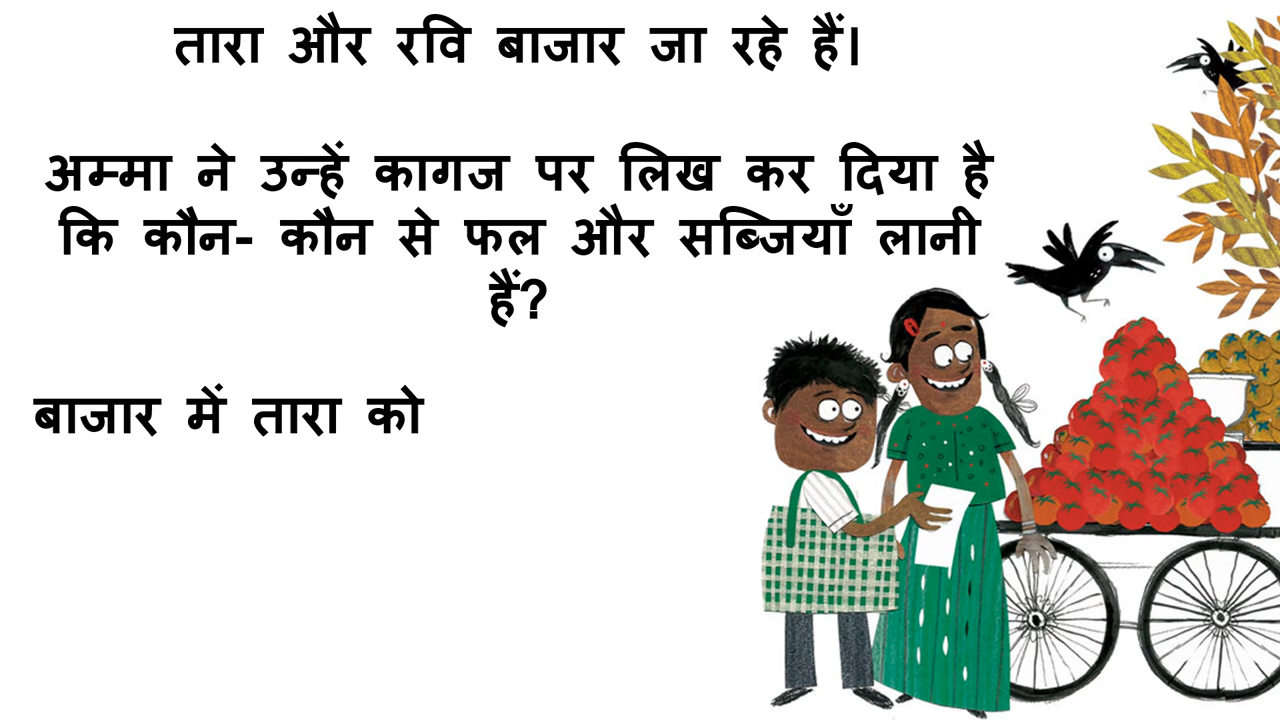 तारा और रवि बाजार जा रहे हैं।
अम्मा ने उन्हें कागज पर लिख कर दिया है
कि कौन- कौन से फल और सब्जियाँ लानी
हैं?
बाजार में तारा को